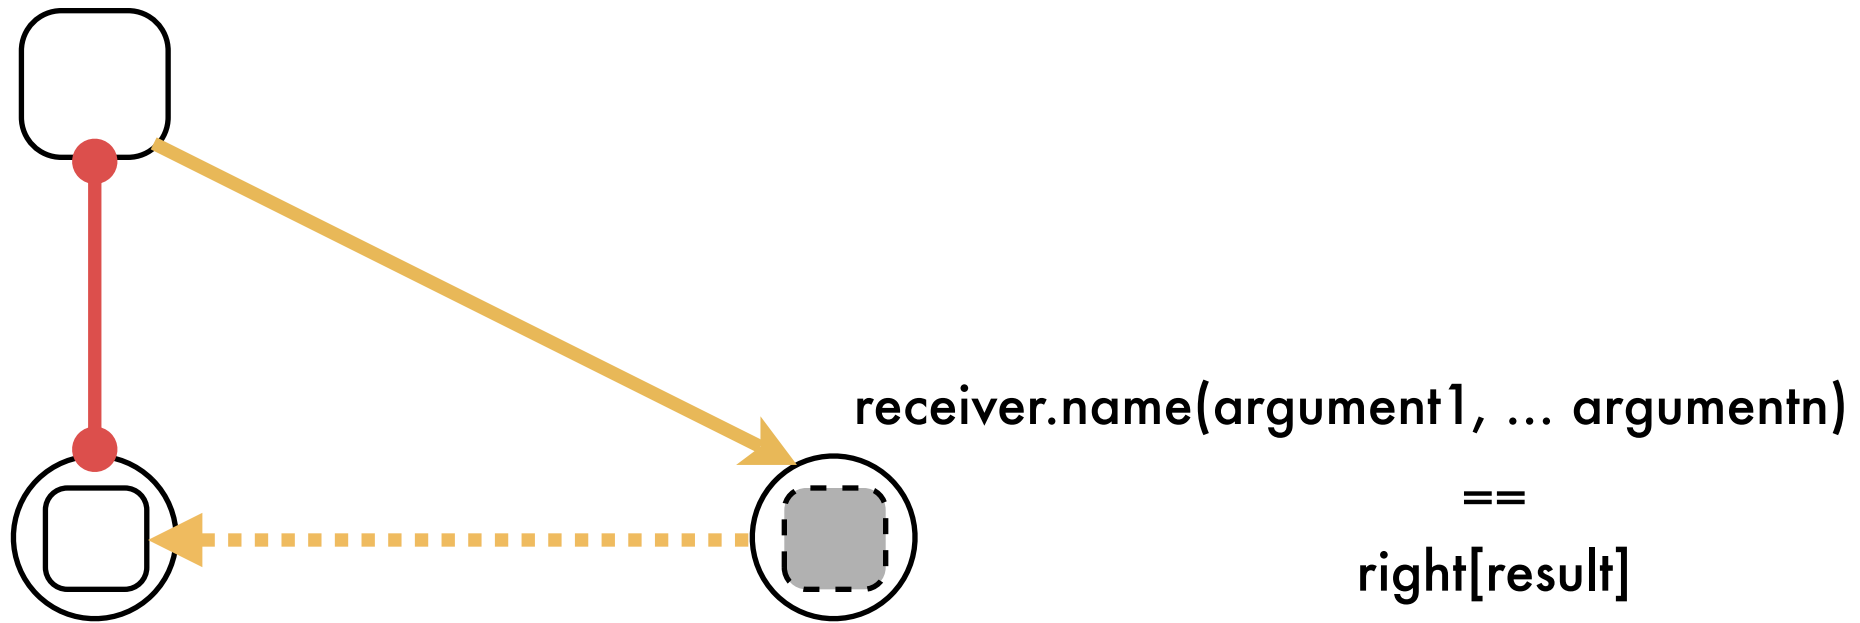 receiver.name(argument1, ... argumentn)
==
right[result]